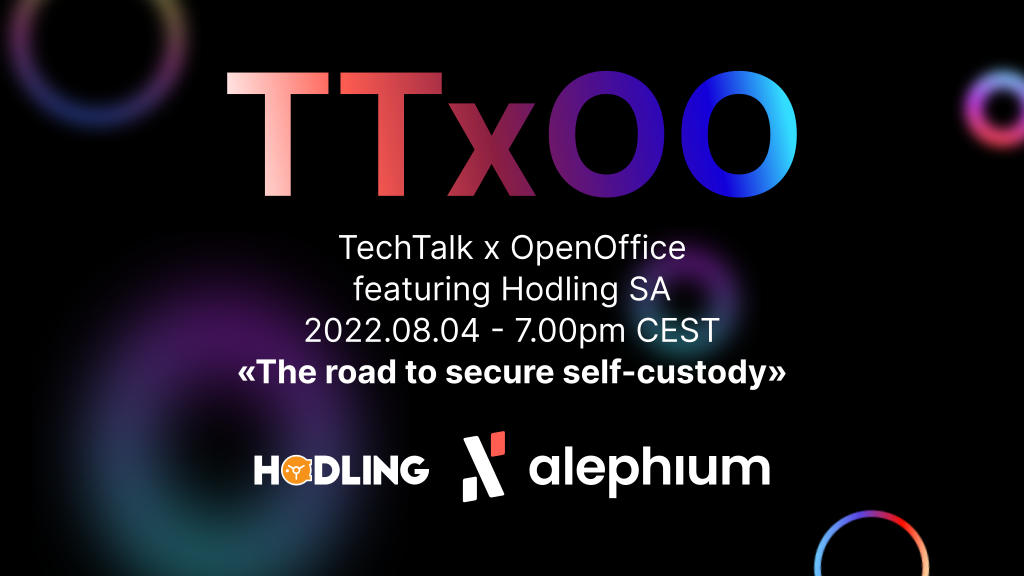 TTxOO
TechTalk x OpenOffice
featuring Hodling SA
2022.08.04 - 7.00pm CEST
«The road to secure self-custody»
HODLING alephium